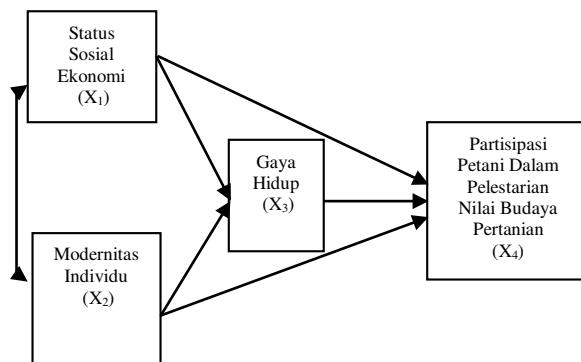 Status
Sosial
Ekonomi
(X₁)
Gaya
Hidup
(X₃)
Partisipasi
Petani Dalam
Pelestarian
Nilai Budaya
Pertanian
(X₄)
Modernitas
Individu
(X₂)